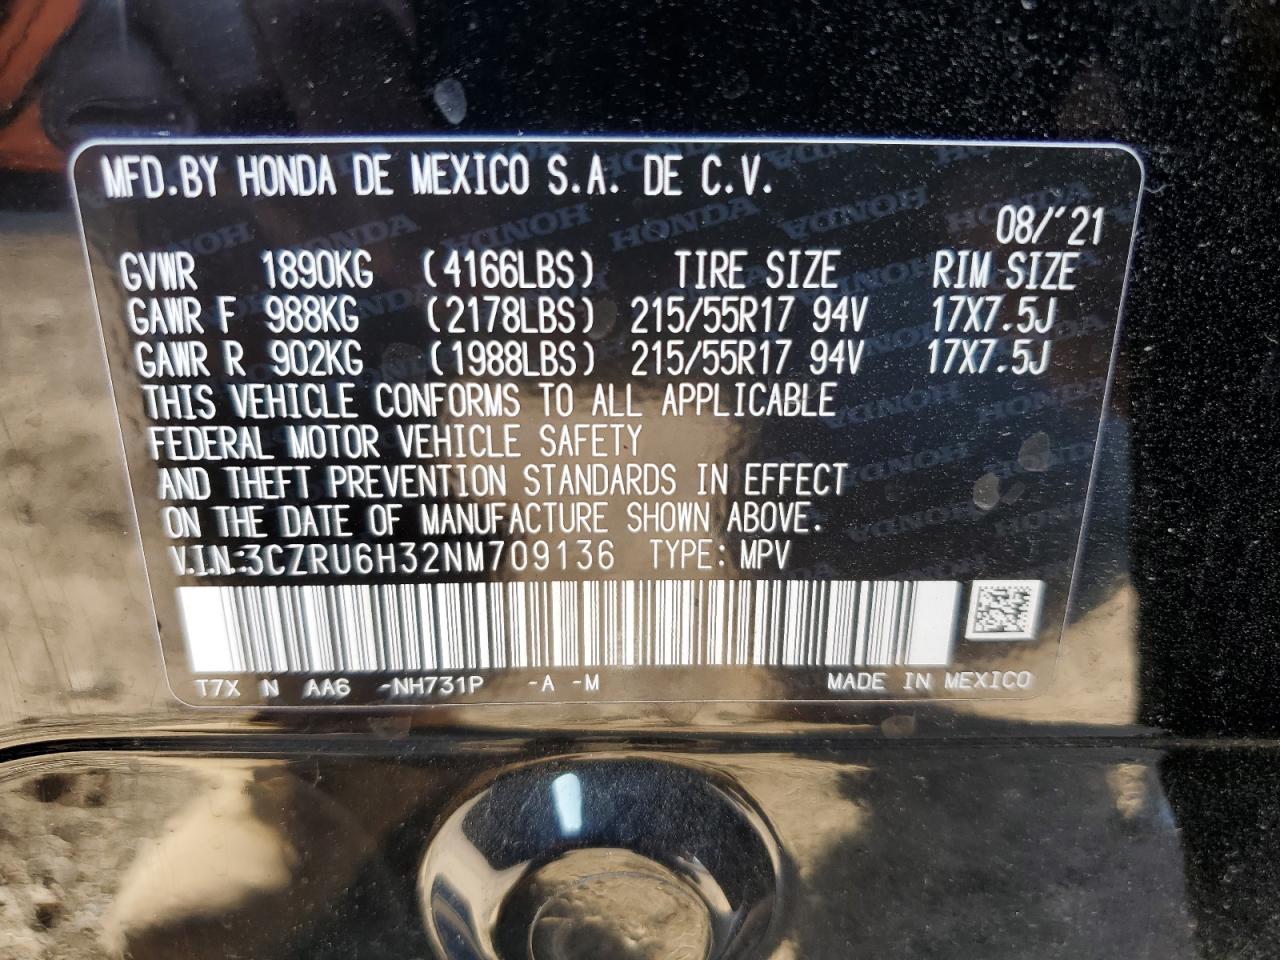 MFD.BY HONDA DE MEXICO S.A. DE C.V.
08/'21
GVWR 1890KG (4166LBS) TIRE SIZE RIM SIZE
GAWR F 988KG (2178LBS) 215/55R17 94V 17X7.5J
GAWR R 902KG (1988LBS) 215/55R17 94V 17X7.5J
THIS VEHICLE CONFORMS TO ALL APPLICABLE
FEDERAL MOTOR VEHICLE SAFETY
AND THEFT PREVENTION STANDARDS IN EFFECT
ON THE DATE OF MANUFACTURE SHOWN ABOVE.
V.I.N.:3CZRU6H32NM709136 TYPE: MPV
T7X N AA6 -NH731P -A -M MADE IN MEXICO